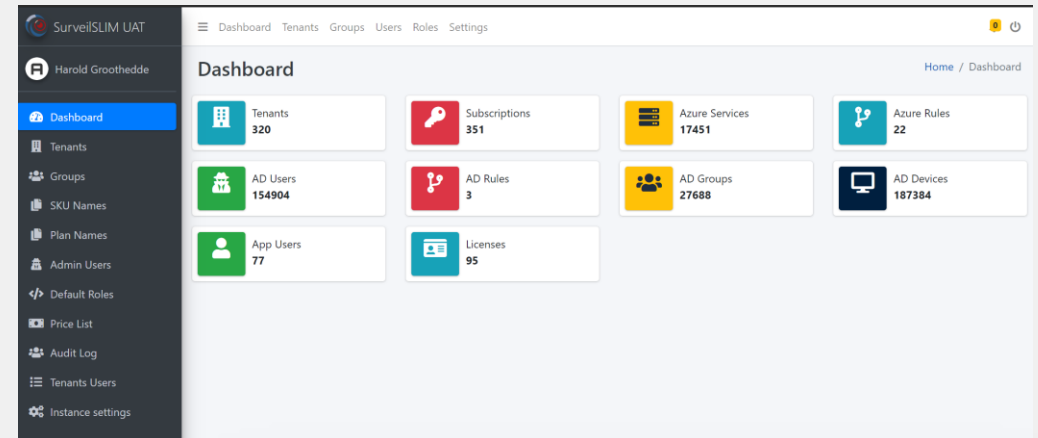 SurveilSLIM UAT
Dashboard Tenants Groups Users Roles Settings
0
Harold Groothedde
Dashboard
Home / Dashboard
Dashboard
Tenants
Groups
SKU Names
Plan Names
Admin Users
Default Roles
Price List
Audit Log
Tenants Users
Instance settings
Tenants
320
Subscriptions
351
Azure Services
17451
Azure Rules
22
AD Users
154904
AD Rules
3
AD Groups
27688
AD Devices
187384
App Users
77
Licenses
95